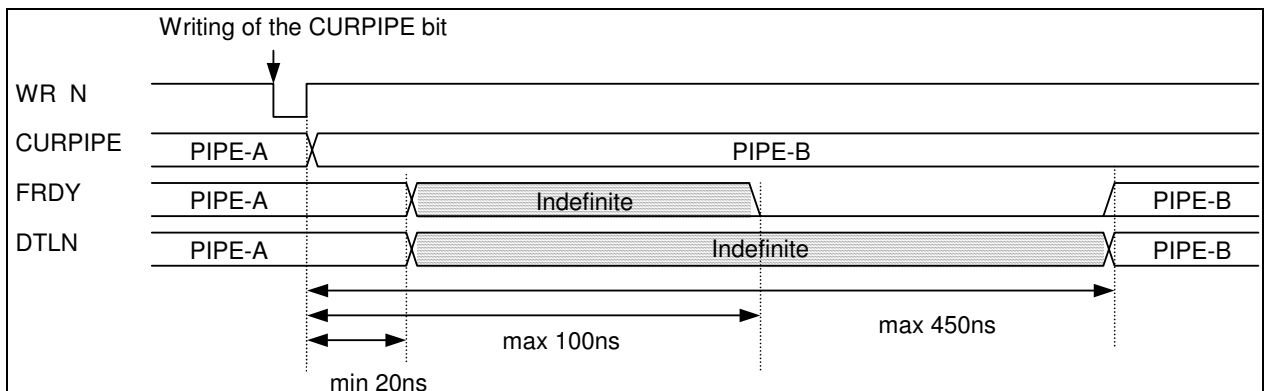 Writing of the CURPIPE bit
WR N
CURPIPE PIPE-A PIPE-B
FRDY PIPE-A Indefinite PIPE-B
DTLN PIPE-A Indefinite PIPE-B
max 450ns
max 100ns
min 20ns